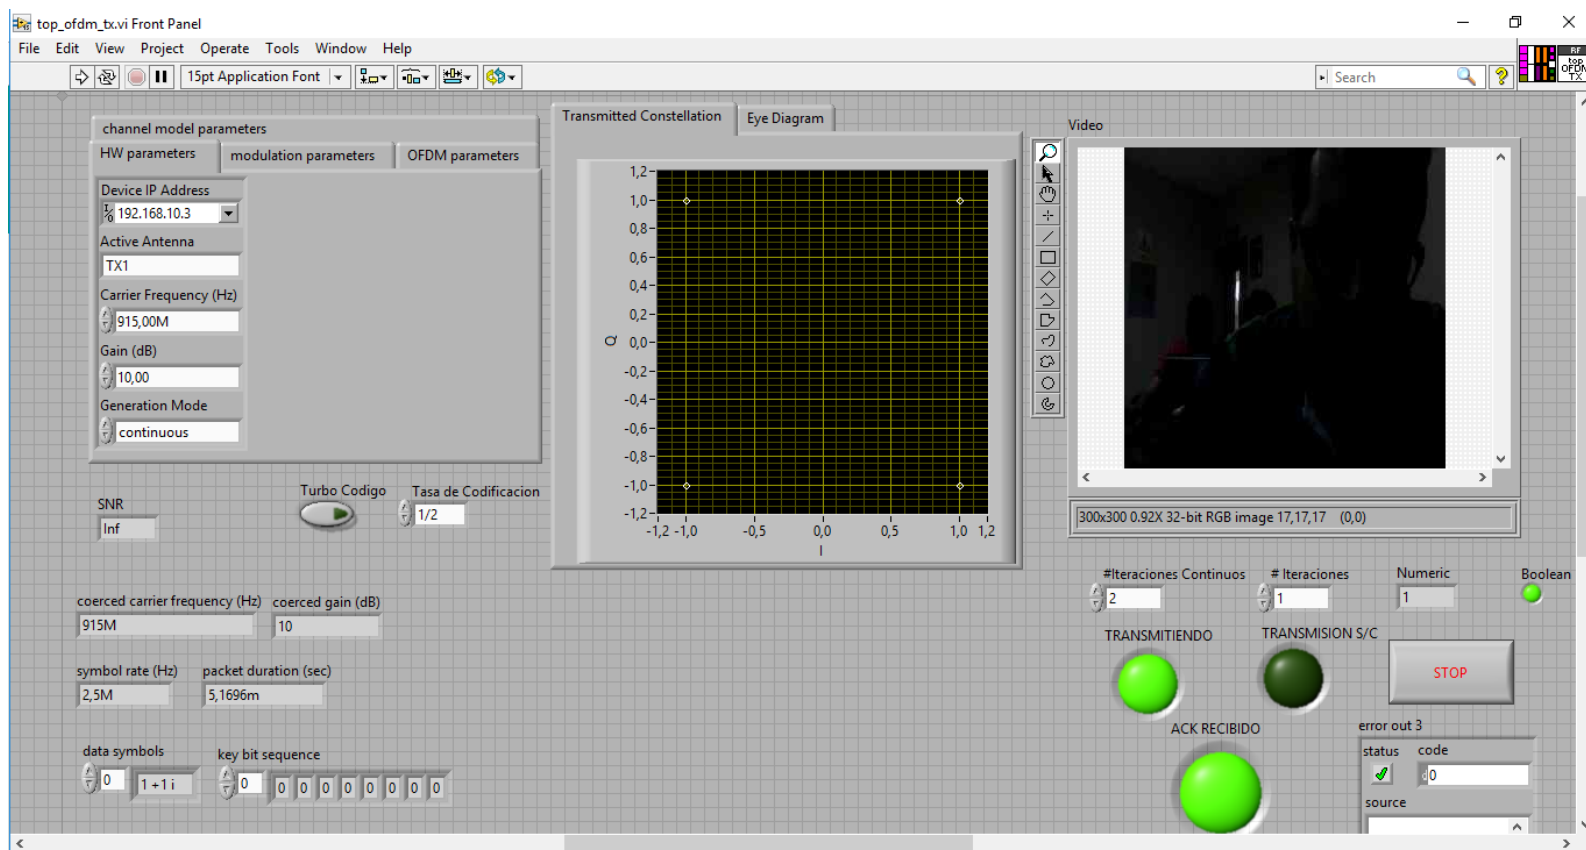 top_ofdm_tx.vi Front Panel
File Edit View Project Operate Tools Window Help
15pt Application Font
Search
RF
top
OFDM
TX
channel model parameters
HW parameters
modulation parameters
OFDM parameters
Device IP Address
192.168.10.3
Active Antenna
TX1
Carrier Frequency (Hz)
915,00M
Gain (dB)
10,00
Generation Mode
continuous
SNR
Inf
Turbo Codigo
Tasa de Codificacion
1/2
coerced carrier frequency (Hz)
915M
coerced gain (dB)
10
symbol rate (Hz)
2,5M
packet duration (sec)
5,1696m
data symbols
0
1 +1 i
key bit sequence
0
0 0 0 0 0 0 0 0
Transmitted Constellation
Eye Diagram
1,2
1,0
0,8
0,6
0,4
0,2
0,0
-0,2
-0,4
-0,6
-0,8
-1,0
-1,2
Q
-1,2 -1,0 -0,5 0,0 0,5 1,0 1,2
I
Video
300x300 0.92X 32-bit RGB image 17,17,17 (0,0)
#Iteraciones Continuos
2
# Iteraciones
1
Numeric
1
Boolean
TRANSMITIENDO
TRANSMISION S/C
STOP
ACK RECIBIDO
error out 3
status
code
d0
source